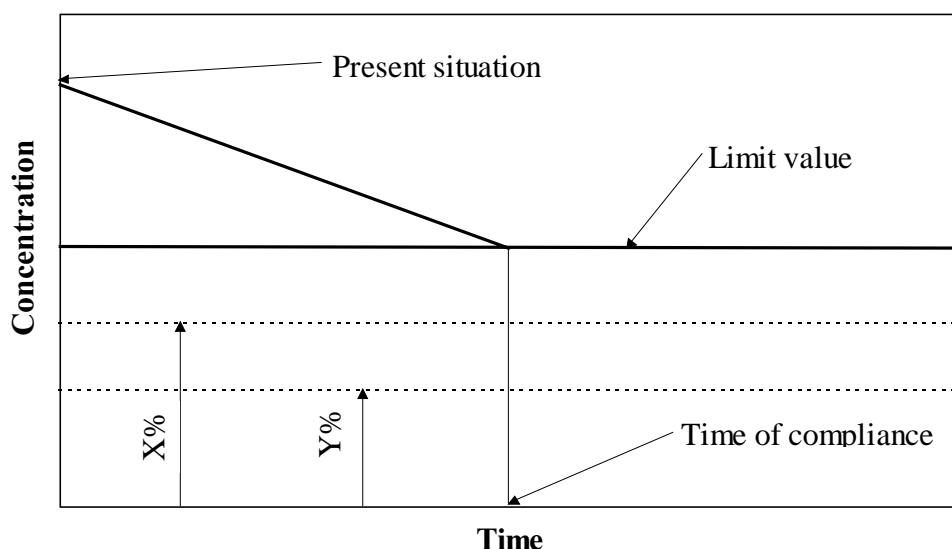 Present situation
Limit value
Concentration
X%
Y%
Time of compliance
Time